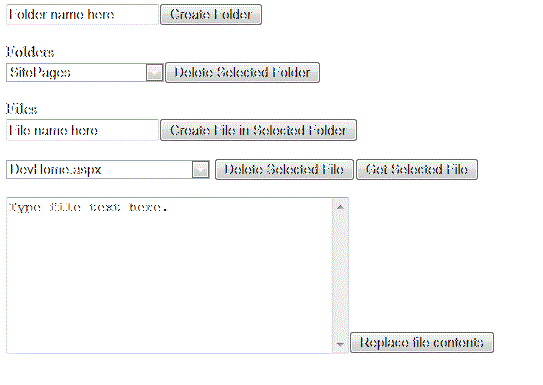 Folder name here Create Folder
Folders
SitePages Delete Selected Folder
Files
File name here Create File in Selected Folder
DevHome.aspx Delete Selected File Get Selected File
Type file text here.
Replace file contents